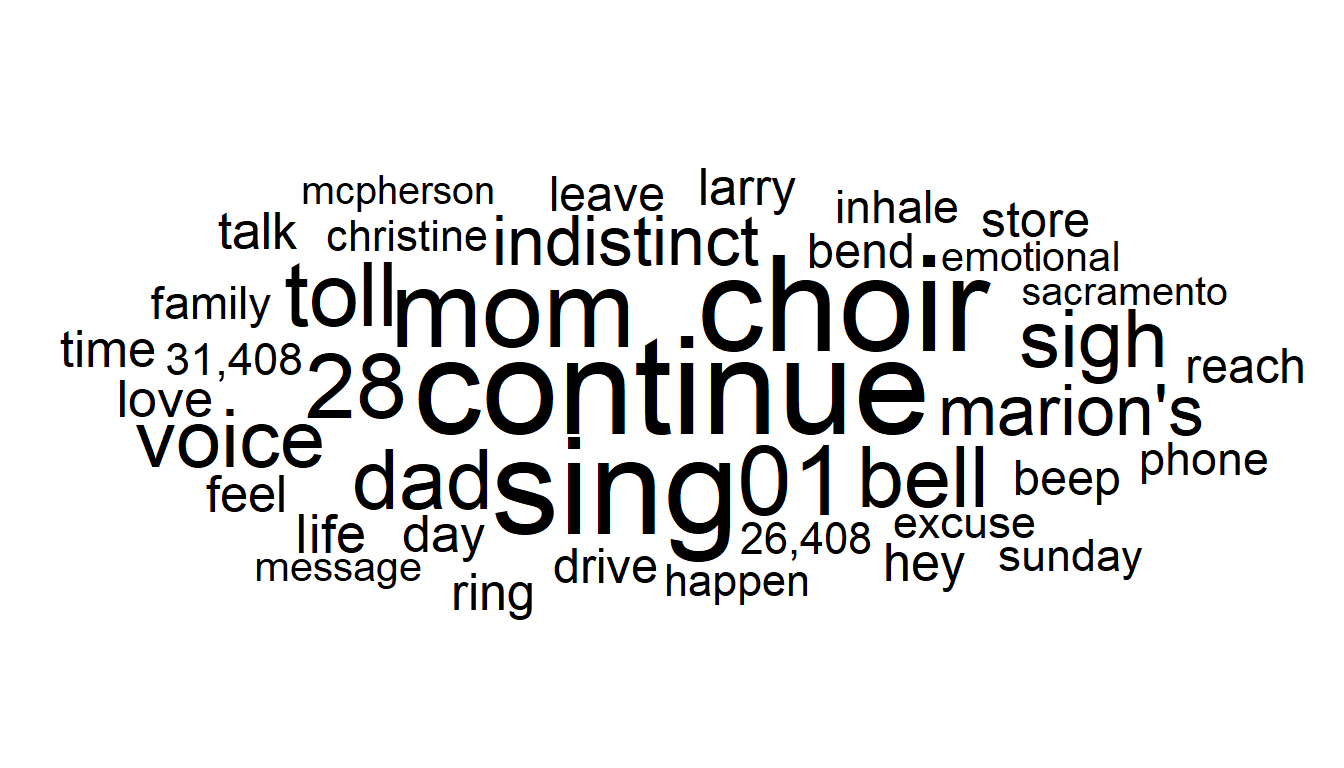 mcpherson leave larry inhale store
talk christine indistinct bend emotional
family toll mom choir sacramento
time 31,408 28 continue sigh reach
love marion's
voice dad sing 01 bell beep phone
feel life day 26,408 excuse
message ring drive happen hey sunday